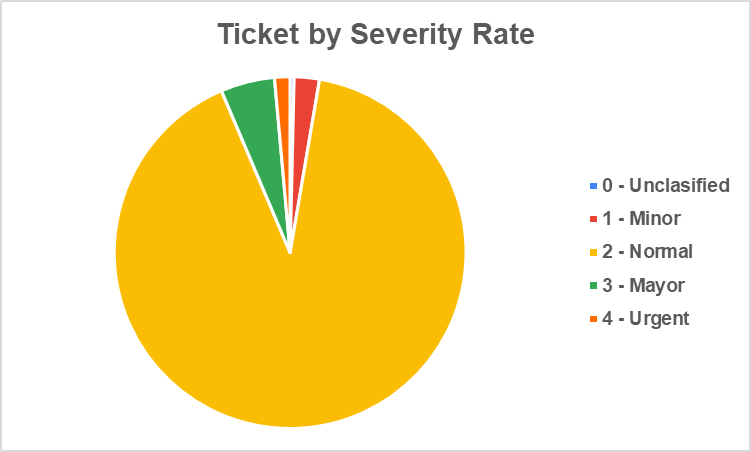 Ticket by Severity Rate
0 - Unclasified
1 - Minor
2 - Normal
3 - Mayor
4 - Urgent